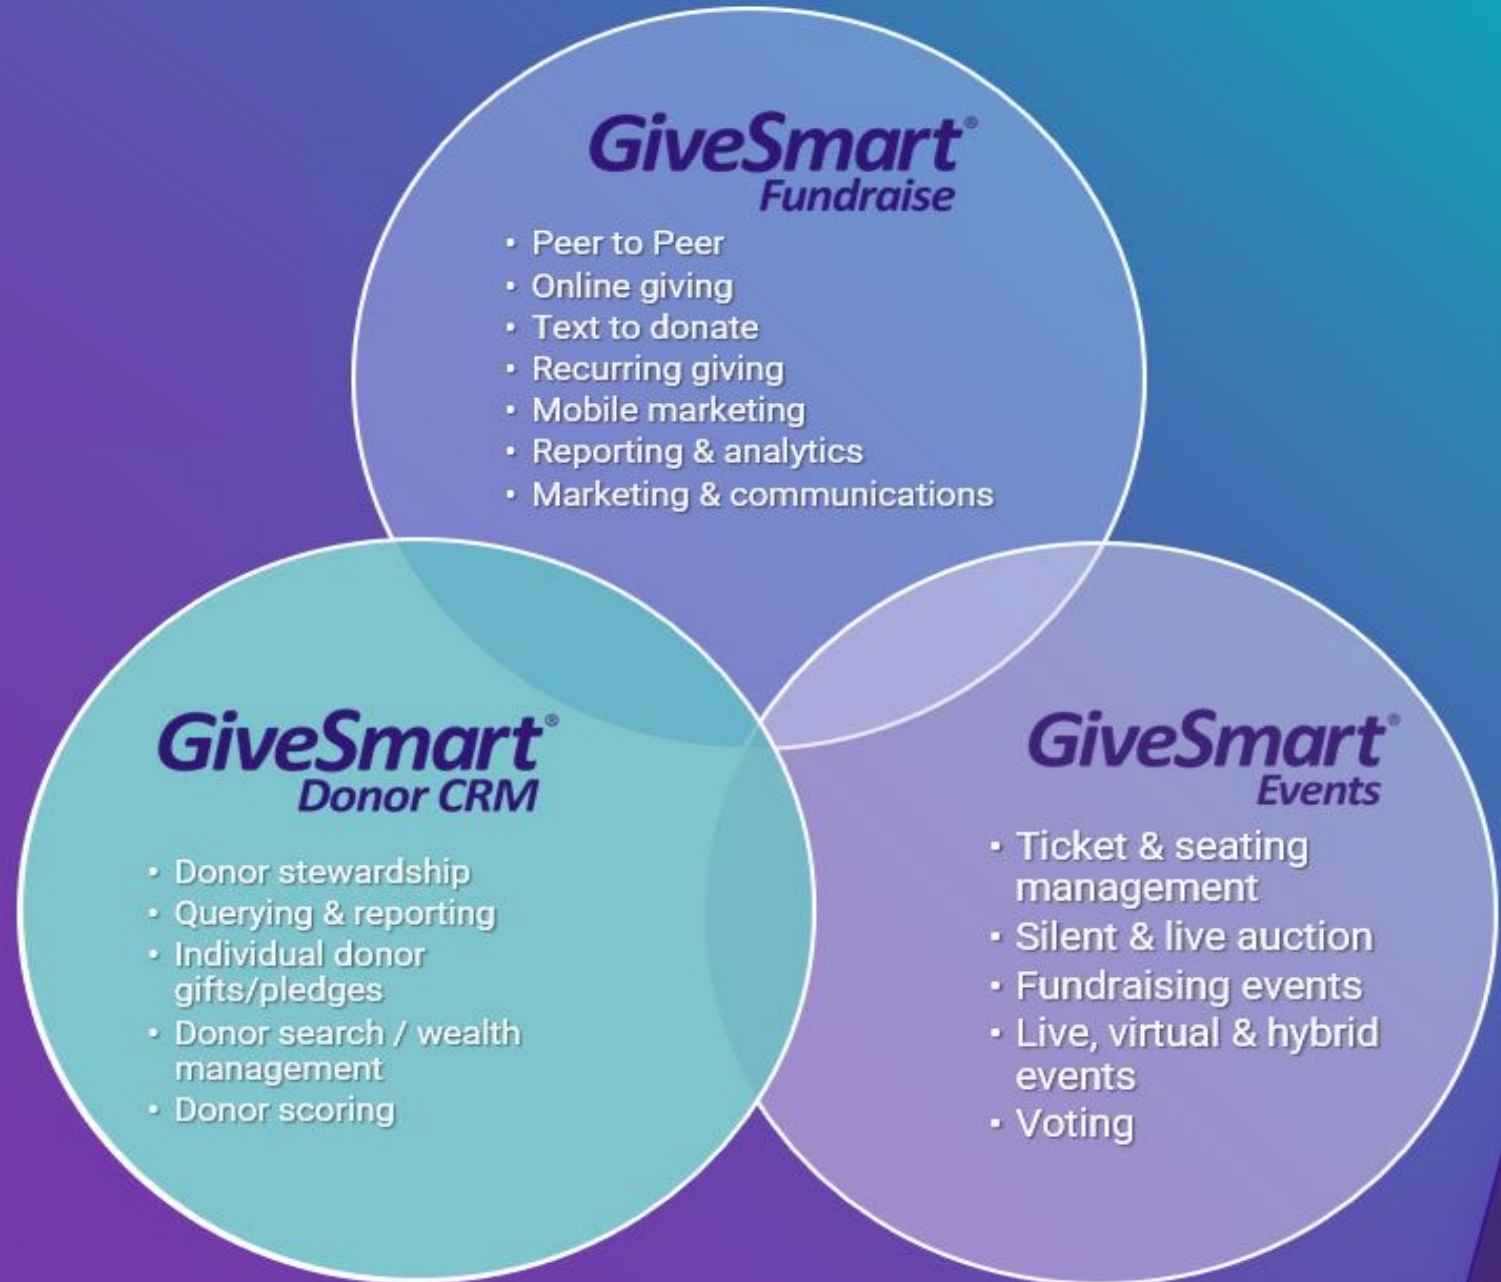 GiveSmart®
Fundraise
• Peer to Peer
• Online giving
• Text to donate
• Recurring giving
• Mobile marketing
• Reporting & analytics
• Marketing & communications
GiveSmart®
Donor CRM
• Donor stewardship
• Querying & reporting
• Individual donor
gifts/pledges
• Donor search / wealth
management
• Donor scoring
GiveSmart®
Events
• Ticket & seating
management
• Silent & live auction
• Fundraising events
• Live, virtual & hybrid
events
• Voting